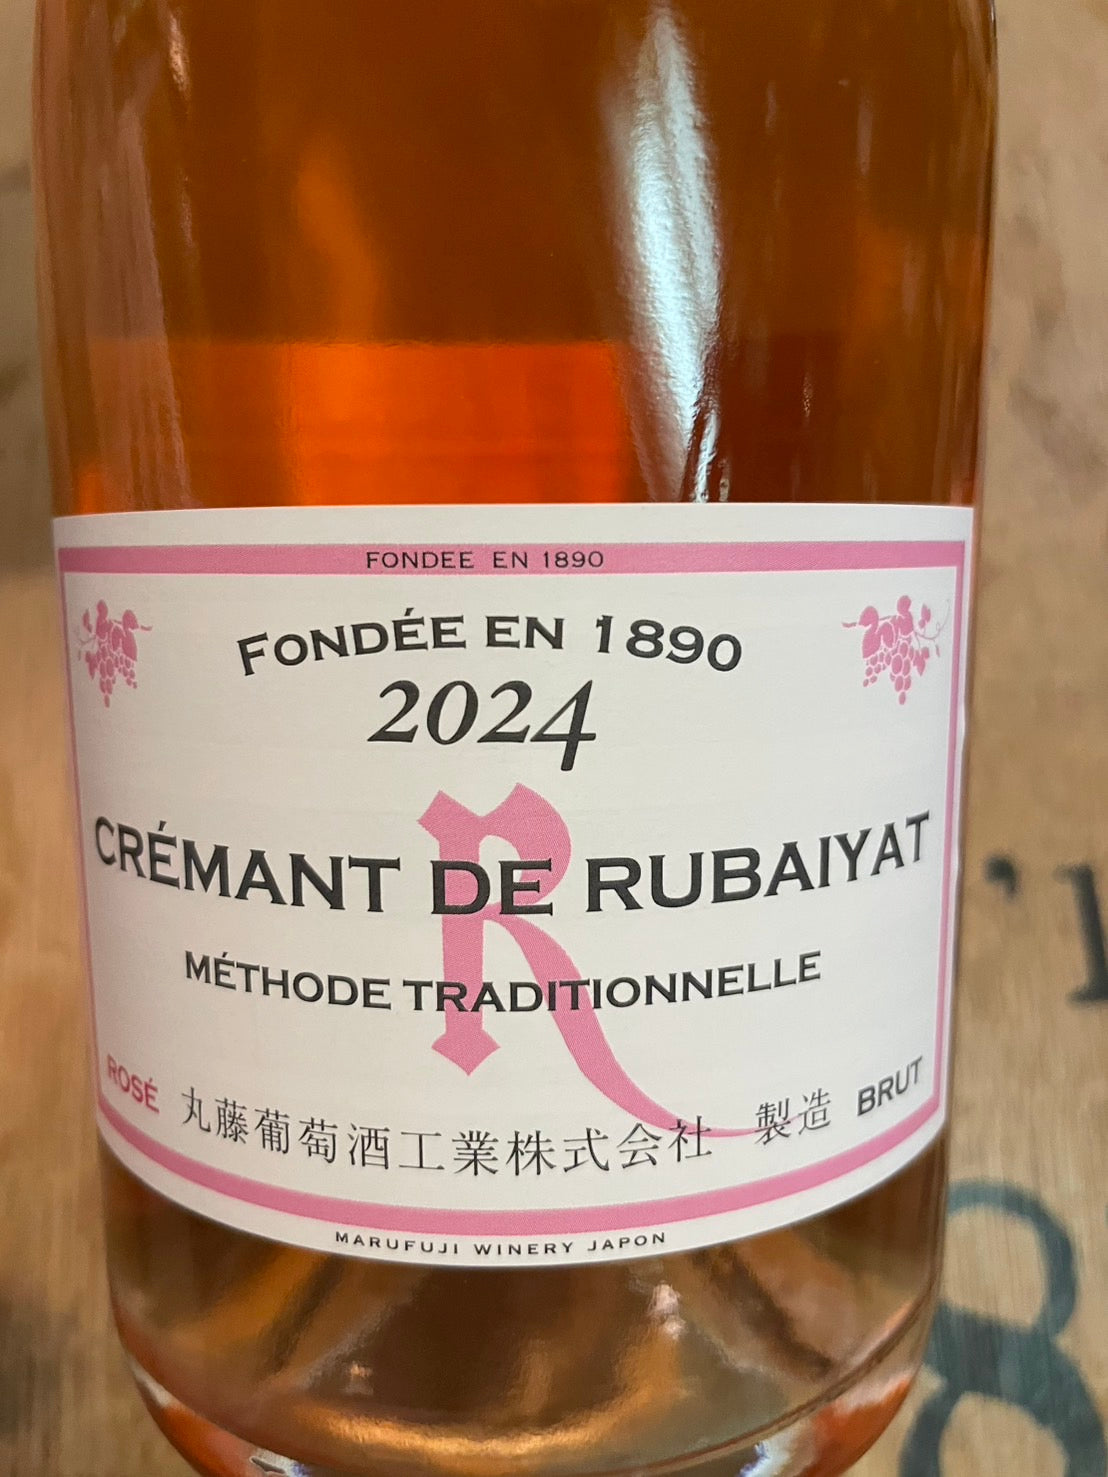 FONDEE EN 1890
FONDÉE EN 1890
2024
R
CRÉMANT DE RUBAIYAT
MÉTHODE TRADITIONNELLE
ROSÉ 丸藤葡萄酒工業株式会社 製造 BRUT
MARUFUJI WINERY JAPON
8